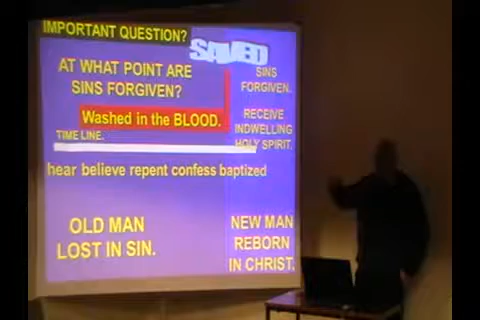 IMPORTANT QUESTION?
SAVED
AT WHAT POINT ARE
SINS FORGIVEN?
SINS
FORGIVEN.
Washed in the BLOOD.
RECEIVE
INDWELLING
HOLY SPIRIT.
TIME LINE.
hear believe repent confess baptized
OLD MAN
LOST IN SIN.
NEW MAN
REBORN
IN CHRIST.